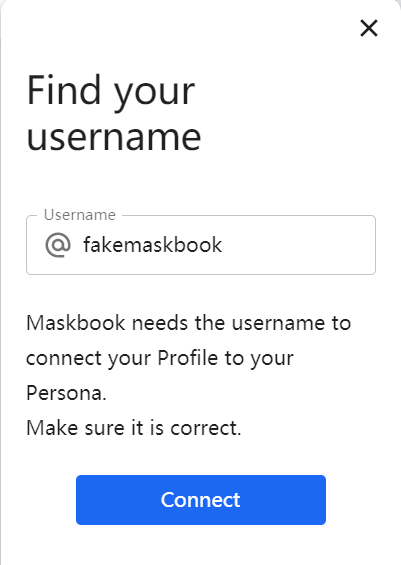 Find your
username
Username
@ fakemaskbook
Maskbook needs the username to
connect your Profile to your
Persona.
Make sure it is correct.
Connect